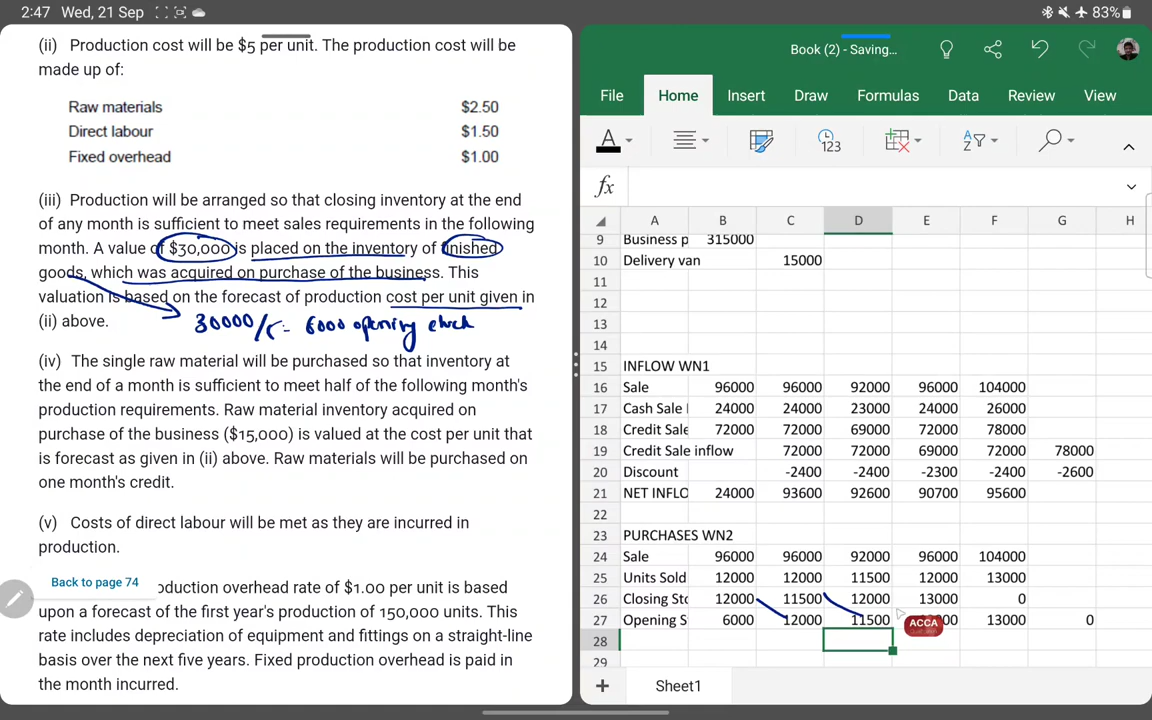 2:47 Wed, 21 Sep
83%
(ii) Production cost will be $5 per unit. The production cost will be
made up of:
Raw materials $2.50
Direct labour $1.50
Fixed overhead $1.00
(iii) Production will be arranged so that closing inventory at the end
of any month is sufficient to meet sales requirements in the following
month. A value of $30,000 is placed on the inventory of finished
goods, which was acquired on purchase of the business. This
valuation is based on the forecast of production cost per unit given in
(ii) above.
30000/5= 6000 opening stock
(iv) The single raw material will be purchased so that inventory at
the end of a month is sufficient to meet half of the following month's
production requirements. Raw material inventory acquired on
purchase of the business ($15,000) is valued at the cost per unit that
is forecast as given in (ii) above. Raw materials will be purchased on
one month's credit.
(v) Costs of direct labour will be met as they are incurred in
production.
Back to page 74
oduction overhead rate of $1.00 per unit is based
upon a forecast of the first year's production of 150,000 units. This
rate includes depreciation of equipment and fittings on a straight-line
basis over the next five years. Fixed production overhead is paid in
the month incurred.
Book (2) - Saving...
File Home Insert Draw Formulas Data Review View
A 123 A Z
fx
A B C D E F G H
9 Business p 315000
10 Delivery van 15000
11
12
13
14
15 INFLOW WN1
16 Sale 96000 96000 92000 96000 104000
17 Cash Sale 24000 24000 23000 24000 26000
18 Credit Sale 72000 72000 69000 72000 78000
19 Credit Sale inflow 72000 72000 69000 72000 78000
20 Discount -2400 -2400 -2300 -2400 -2600
21 NET INFLO 24000 93600 92600 90700 95600
22
23 PURCHASES WN2
24 Sale 96000 96000 92000 96000 104000
25 Units Sold 12000 12000 11500 12000 13000
26 Closing Sto 12000 11500 12000 13000 0
27 Opening S 6000 12000 11500 00 13000 0
ACCA
28
29
Sheet1